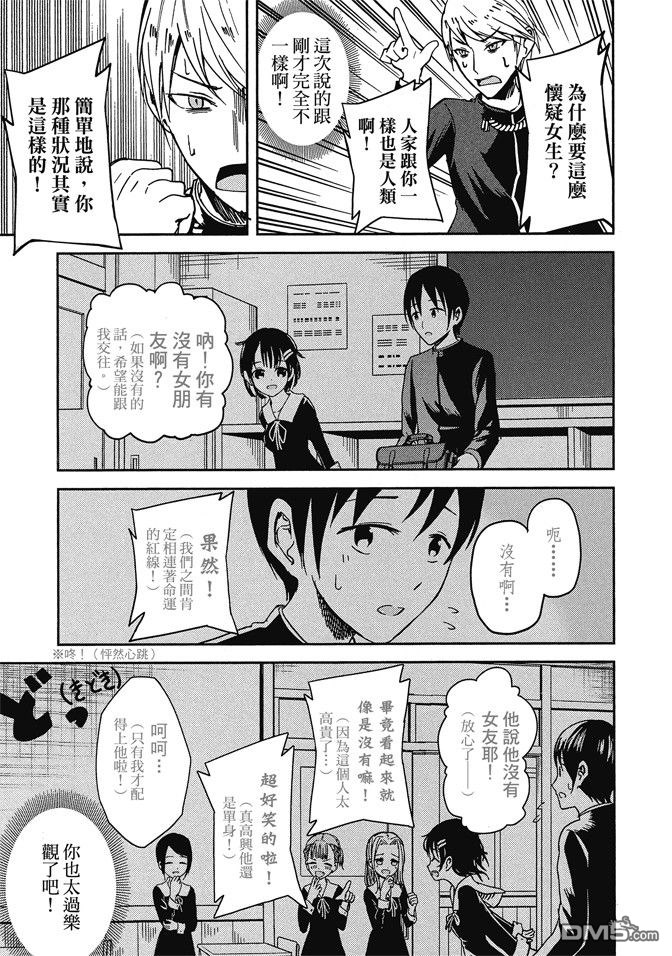 為什麼要這麼
懷疑女生？
人家跟你一
樣也是人類
啊！
這次說的跟
剛才完全不
一樣啊！
簡單地說，你
那種狀況其實
是這樣的！
吶！你有
沒有女朋
友啊？
（如果沒有的
話，希望能跟
我交往。）
呃……
沒有啊…
果然！
（我們之間肯
定相連著命運
的紅線！）
※咚！（怦然心跳）
どっ
（きどき）
他說他沒有
女友耶！
（放心了——）
畢竟看起來就
像是沒有嘛！
（因為這個人太
高貴了…）
超好笑的啦！
（真高興他還
是單身！）
呵呵…
（只有我才配
得上他啦！）
你也太過樂
觀了吧！
DM5.com